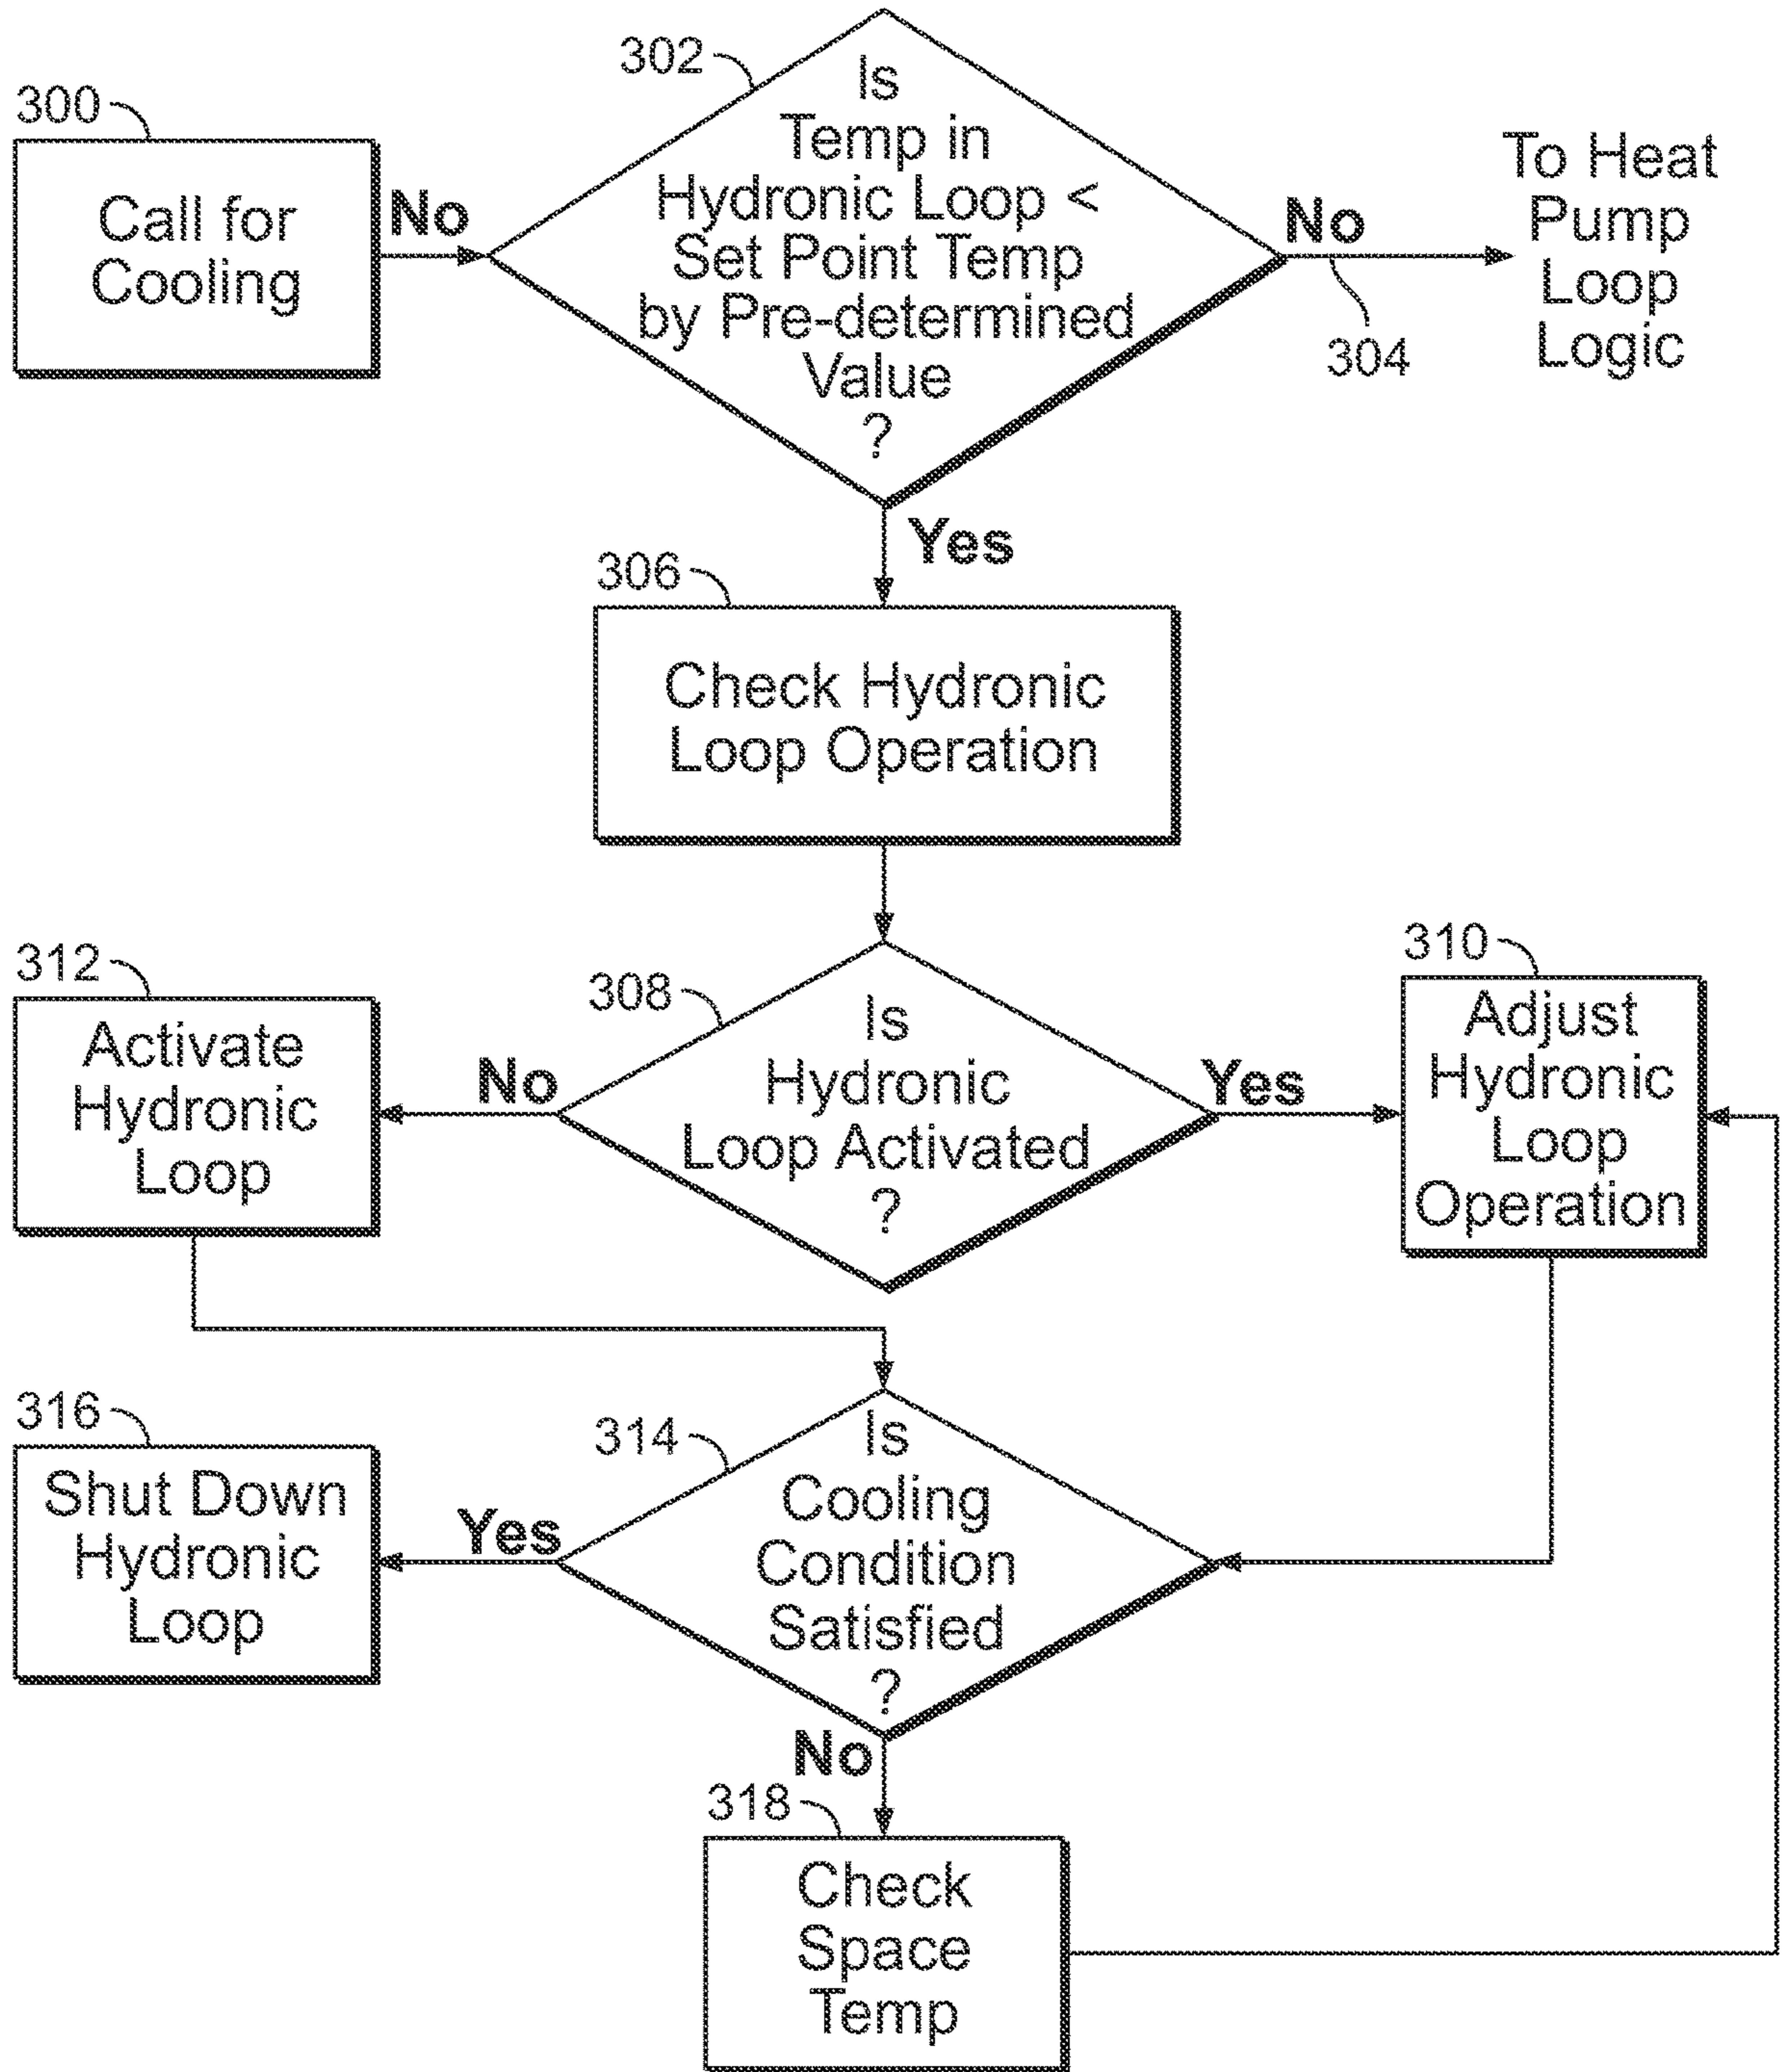 300
Call for
Cooling
No
302
Is
Temp in
Hydronic Loop <
Set Point Temp
by Pre-determined
Value
?
No
304
To Heat
Pump
Loop
Logic
Yes
306
Check Hydronic
Loop Operation
308
Is
Hydronic
Loop Activated
?
No
312
Activate
Hydronic
Loop
Yes
310
Adjust
Hydronic
Loop
Operation
314
Is
Cooling
Condition
Satisfied
?
Yes
316
Shut Down
Hydronic
Loop
No
318
Check
Space
Temp